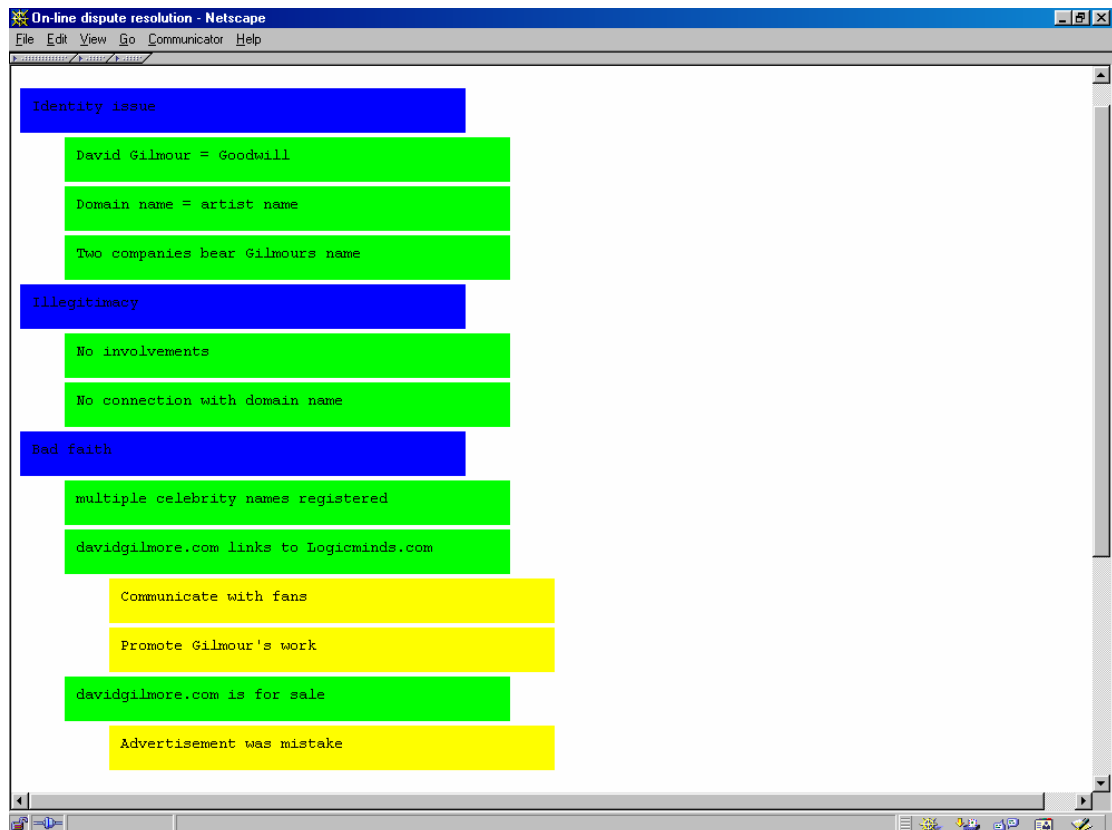 On-line dispute resolution - Netscape
File Edit View Go Communicator Help
Identity issue
David Gilmour = Goodwill
Domain name = artist name
Two companies bear Gilmours name
Illegitimacy
No involvements
No connection with domain name
Bad faith
multiple celebrity names registered
davidgilmore.com links to Logicminds.com
Communicate with fans
Promote Gilmour's work
davidgilmore.com is for sale
Advertisement was mistake